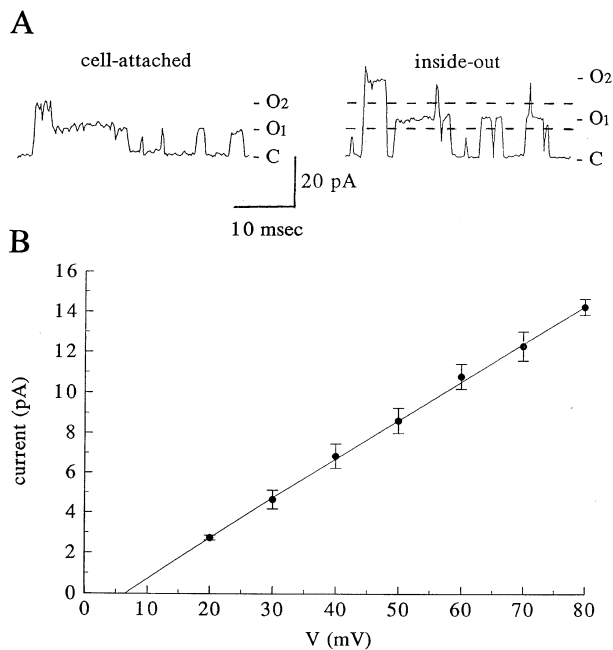 A
cell-attached
inside-out
- O2
- O1
- C
- O2
- O1
- C
20 pA
10 msec
B
16
14
12
10
8
6
4
2
0
current (pA)
0 10 20 30 40 50 60 70 80
V (mV)